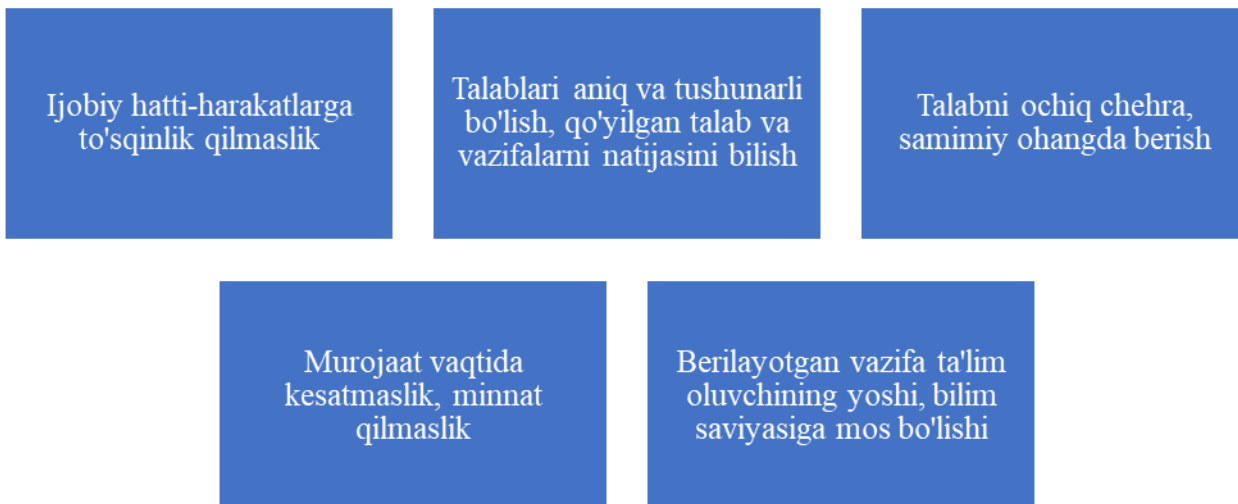 Ijobiy hatti-harakatlarga
to'sqinlik qilmaslik
Talablari aniq va tushunarli
bo'lish, qo'yilgan talab va
vazifalarni natijasini bilish
Talabni ochiq chehra,
samimiy ohangda berish
Murojaat vaqtida
kesatmaslik, minnat
qilmaslik
Berilayotgan vazifa ta'lim
oluvchining yoshi, bilim
saviyasiga mos bo'lishi